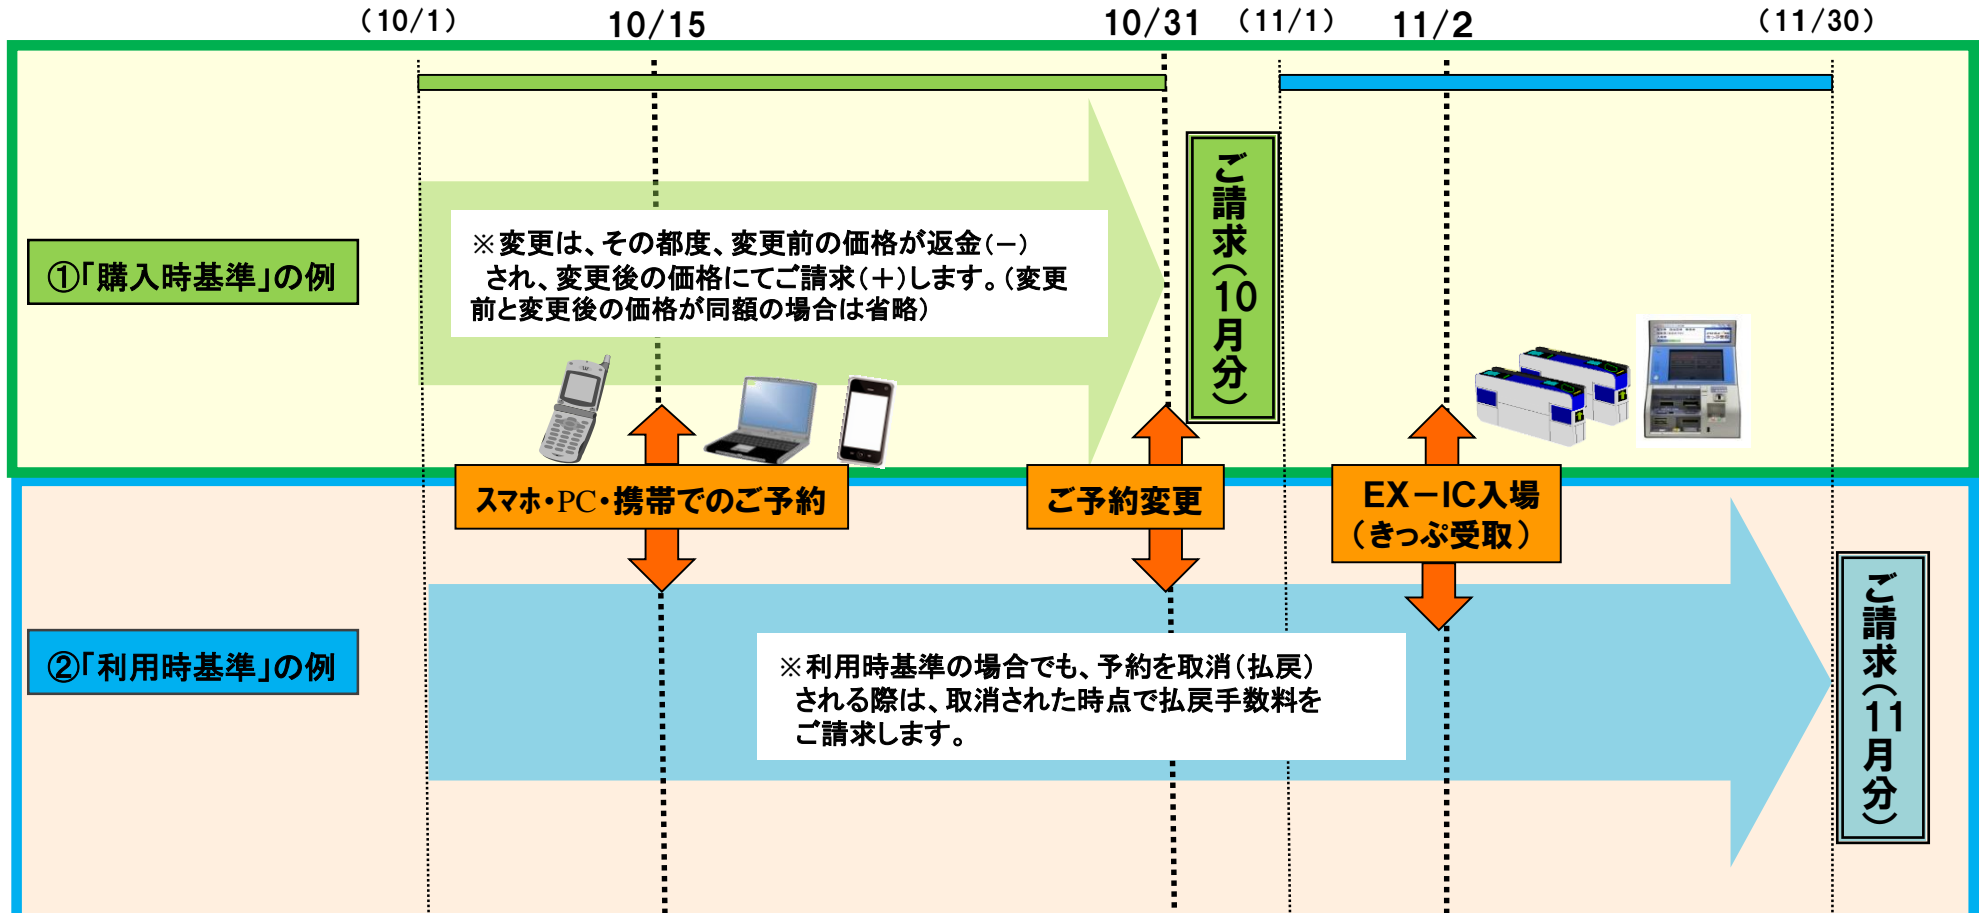 （10/1）
10/15
10/31
（11/1）
11/2
（11/30）
①「購入時基準」の例
※変更は、その都度、変更前の価格が返金（－）
され、変更後の価格にてご請求（＋）します。（変更
前と変更後の価格が同額の場合は省略）
ご請求（10月分）
スマホ・PC・携帯でのご予約
ご予約変更
EX－IC入場
（きっぷ受取）
②「利用時基準」の例
※利用時基準の場合でも、予約を取消（払戻）
される際は、取消された時点で払戻手数料を
ご請求します。
ご請求（11月分）